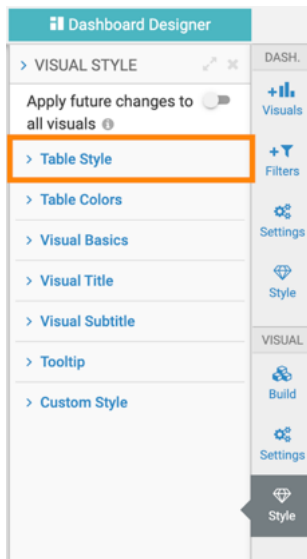 Dashboard Designer
VISUAL STYLE
Apply future changes to
all visuals
Table Style
Table Colors
Visual Basics
Visual Title
Visual Subtitle
Tooltip
Custom Style
DASH.
Visuals
Filters
Settings
Style
VISUAL
Build
Settings
Style